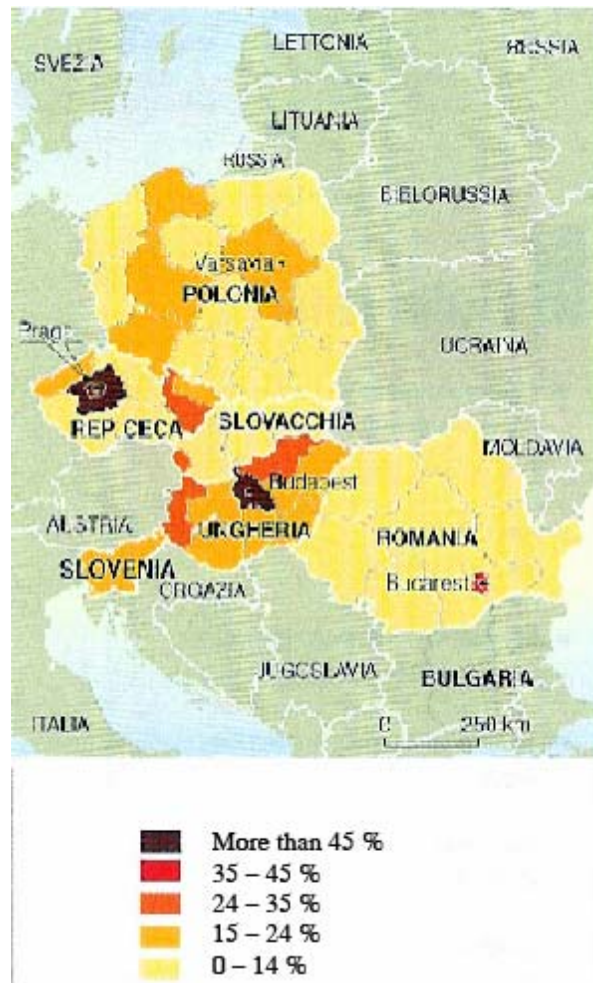 LETTONIA
RUSSIA
SVEZIA
LITUANIA
RUSSIA
BIELORUSSIA
Varsavia
POLONIA
Praga
UCRAINA
REP. CECA
SLOVACCHIA
MOLDAVIA
Budapest
AUSTRIA
UNGHERIA
ROMANIA
SLOVENIA
Bucarest
CROAZIA
JUGOSLAVIA
BULGARIA
ITALIA
0 250 km
More than 45 %
35 – 45 %
24 – 35 %
15 – 24 %
0 – 14 %